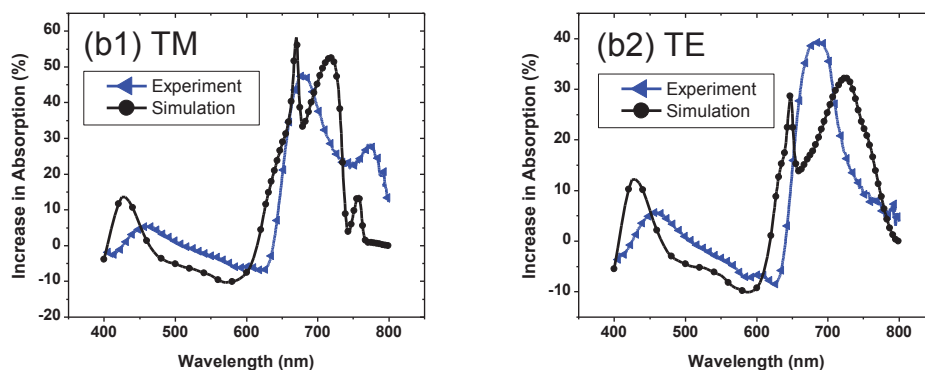 (b1) TM
Experiment
Simulation
Increase in Absorption (%)
60
50
40
30
20
10
0
-10
-20
400 500 600 700 800
Wavelength (nm)
(b2) TE
Experiment
Simulation
Increase in Absorption (%)
40
30
20
10
0
-10
400 500 600 700 800
Wavelength (nm)